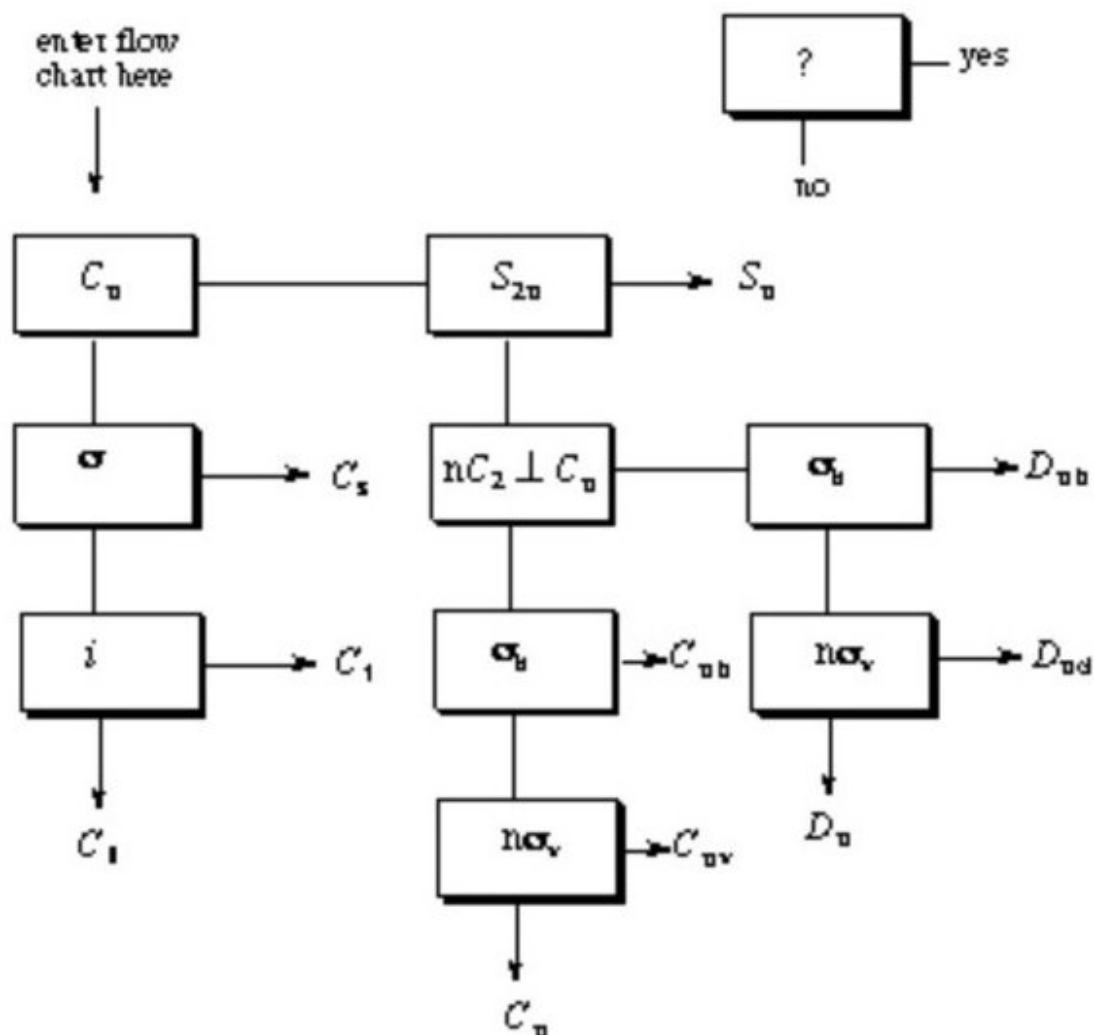 enter flow
chart here
?
yes
no
Cₙ
S₂ₙ
Sₙ
σ
Cₛ
nC₂ ⊥ Cₙ
σₕ
Dₙₕ
i
Cᵢ
σₕ
Cₙₕ
nσᵥ
Dₙd
C₁
nσᵥ
Cₙᵥ
Dₙ
Cₙ